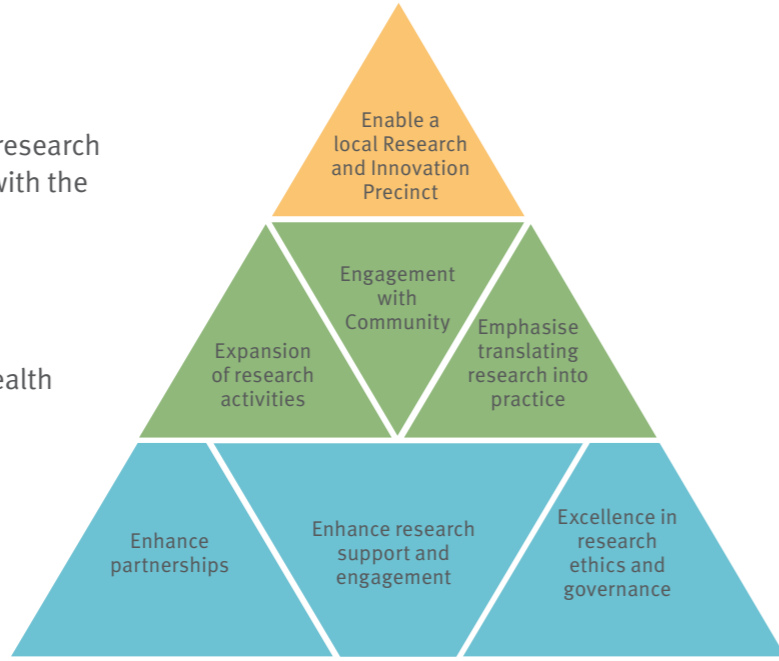 research
with the
ealth
Enable a
local Research
and Innovation
Precinct
Engagement
with
Community
Expansion
of research
activities
Emphasise
translating
research into
practice
Enhance
partnerships
Enhance research
support and
engagement
Excellence in
research
ethics and
governance